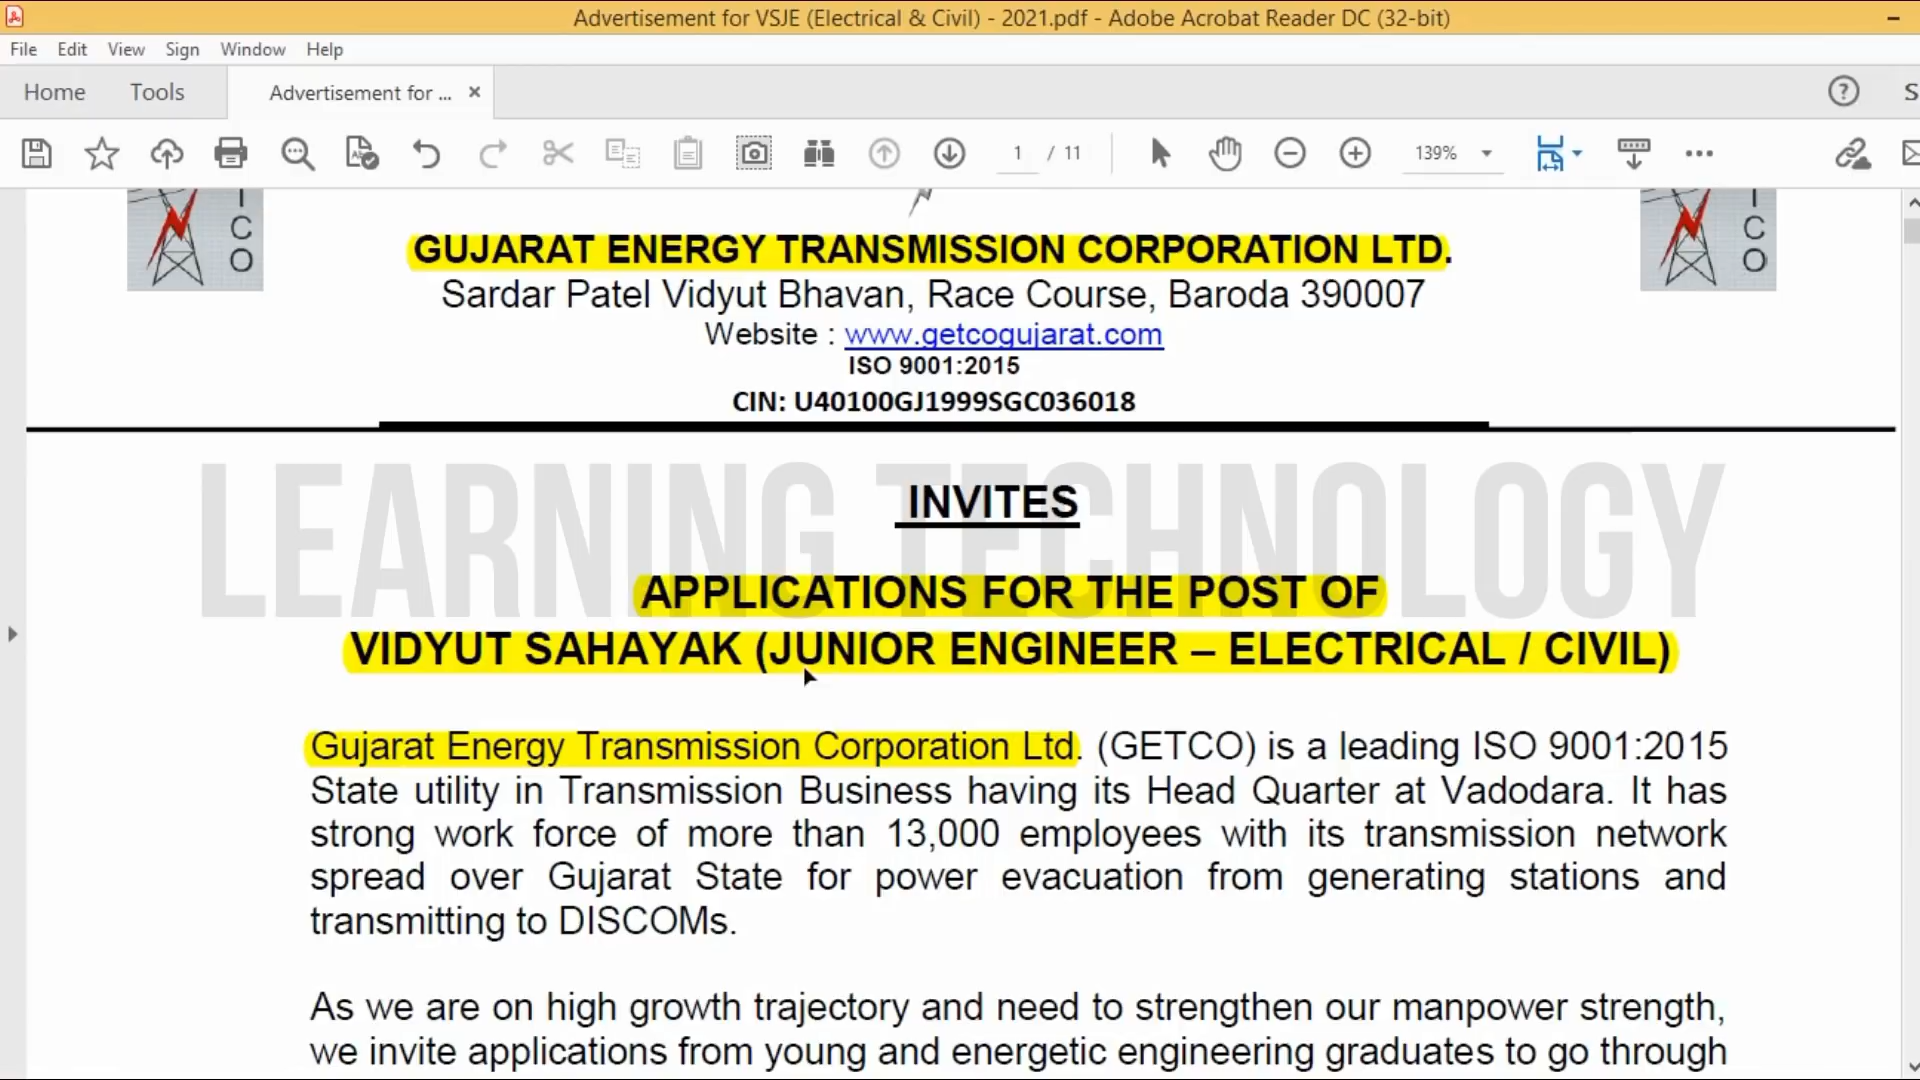 Advertisement for VSJE (Electrical & Civil) - 2021.pdf - Adobe Acrobat Reader DC (32-bit)
File Edit View Sign Window Help
Home Tools Advertisement for ... ×
1 / 11 139%
I
C
O
I
C
O
GUJARAT ENERGY TRANSMISSION CORPORATION LTD.
Sardar Patel Vidyut Bhavan, Race Course, Baroda 390007
Website : www.getcogujarat.com
ISO 9001:2015
CIN: U40100GJ1999SGC036018
LEARNING TECHNOLOGY
INVITES
APPLICATIONS FOR THE POST OF
VIDYUT SAHAYAK (JUNIOR ENGINEER – ELECTRICAL / CIVIL)
Gujarat Energy Transmission Corporation Ltd. (GETCO) is a leading ISO 9001:2015
State utility in Transmission Business having its Head Quarter at Vadodara. It has
strong work force of more than 13,000 employees with its transmission network
spread over Gujarat State for power evacuation from generating stations and
transmitting to DISCOMs.
As we are on high growth trajectory and need to strengthen our manpower strength,
we invite applications from young and energetic engineering graduates to go through